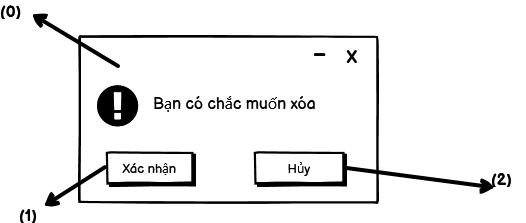 (0)
– X
! Bạn có chắc muốn xóa
Xác nhận Hủy
(2)
(1)